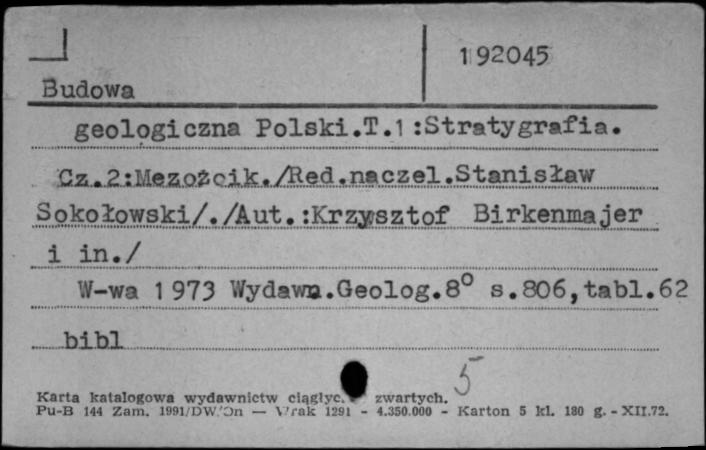 192045
Budowa
geologiczna Polski.T.1:Stratygrafia.
Cz.2:Mezozoik./Red.naczel.Stanisław
Sokołowski/./Aut.:Krzysztof Birkenmajer
i in./
W-wa 1973 Wydawn.Geolog.8° s.806,tabl.62
bibl
5
Karta katalogowa wydawnictw zwartych.
Pu-B 144 Zam. 1991/DW/On — Wrak 1291 - 4.350.000 - Karton 5 kl. 180 g. - XII.72.